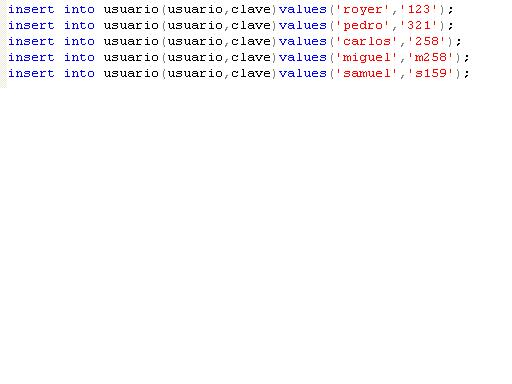 insert into usuario(usuario,clave)values('royer','123');
insert into usuario(usuario,clave)values('pedro','321');
insert into usuario(usuario,clave)values('carlos','258');
insert into usuario(usuario,clave)values('miguel','m258');
insert into usuario(usuario,clave)values('samuel','s159');